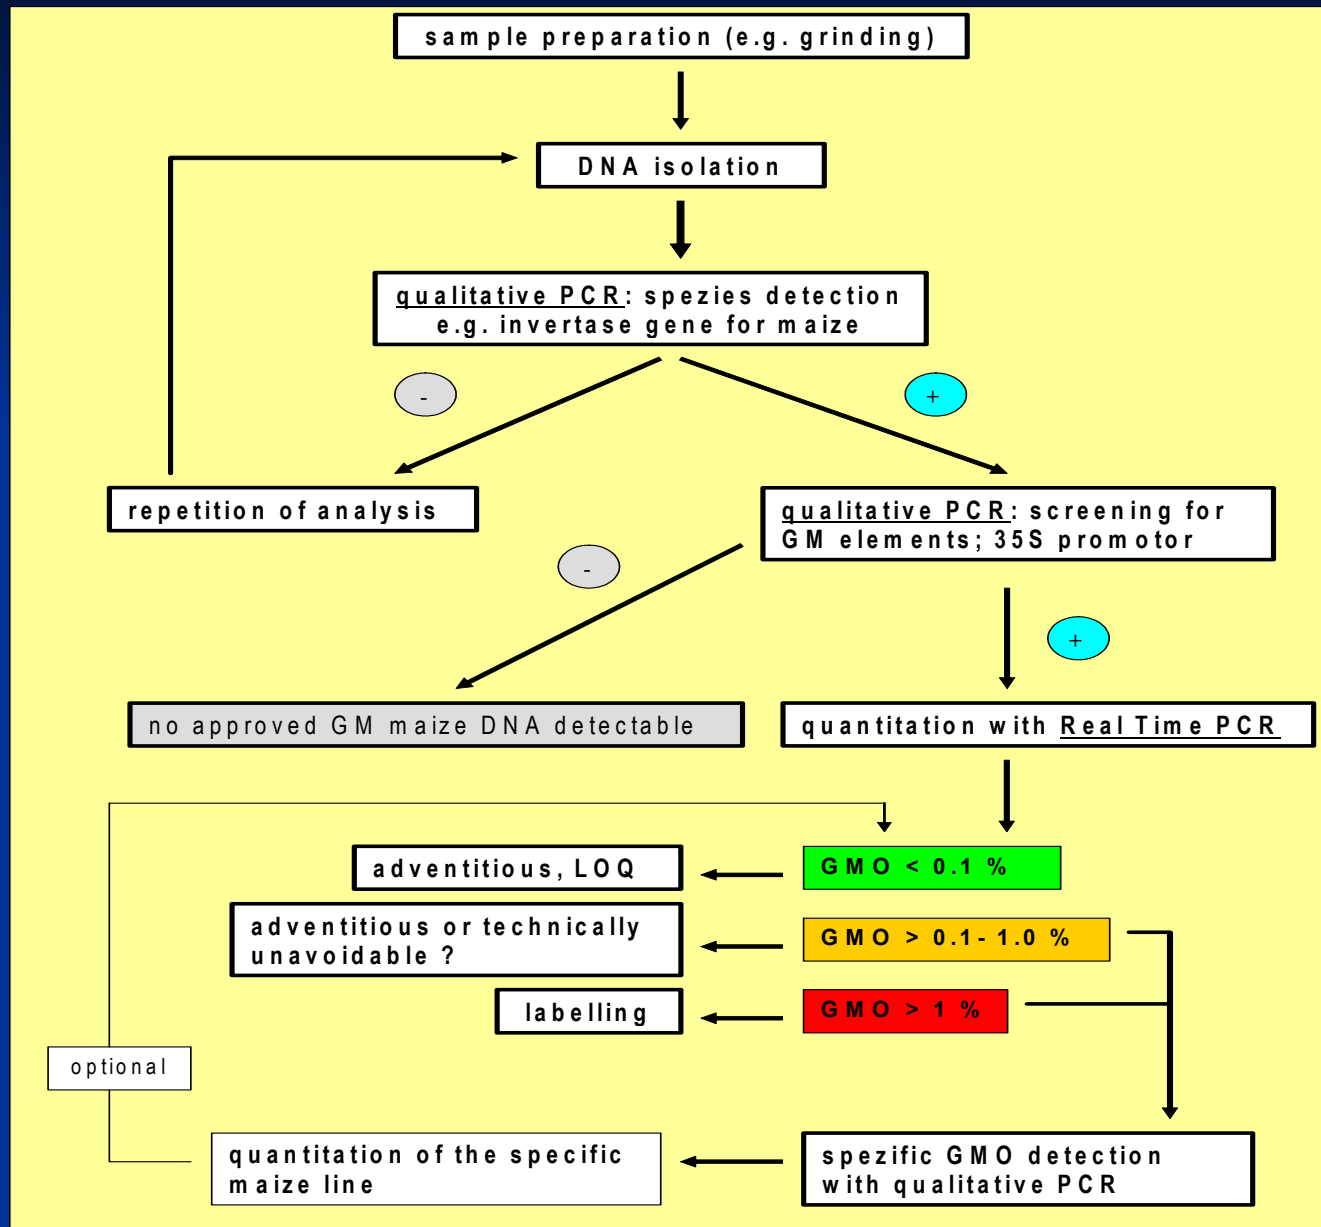 sample preparation (e.g. grinding)
DNA isolation
qualitative PCR: spezies detection
e.g. invertase gene for maize
-
+
repetition of analysis
qualitative PCR: screening for
GM elements; 35S promotor
-
+
no approved GM maize DNA detectable
quantitation with Real Time PCR
adventitious, LOQ
GMO < 0.1 %
adventitious or technically
unavoidable ?
GMO > 0.1- 1.0 %
labelling
GMO > 1 %
optional
quantitation of the specific
maize line
spezific GMO detection
with qualitative PCR